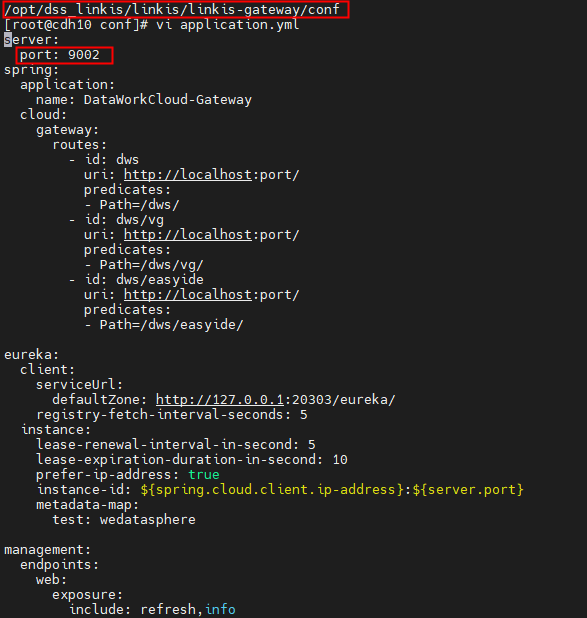 /opt/dss_linkis/linkis/linkis-gateway/conf
[root@cdh10 conf]# vi application.yml
server:
  port: 9002
spring:
  application:
    name: DataWorkCloud-Gateway
  cloud:
    gateway:
      routes:
        - id: dws
          uri: http://localhost:port/
          predicates:
          - Path=/dws/
        - id: dws/vg
          uri: http://localhost:port/
          predicates:
          - Path=/dws/vg/
        - id: dws/easyide
          uri: http://localhost:port/
          predicates:
          - Path=/dws/easyide/
eureka:
  client:
    serviceUrl:
      defaultZone: http://127.0.0.1:20303/eureka/
    registry-fetch-interval-seconds: 5
  instance:
    lease-renewal-interval-in-second: 5
    lease-expiration-duration-in-second: 10
    prefer-ip-address: true
    instance-id: ${spring.cloud.client.ip-address}:${server.port}
    metadata-map:
      test: wedatasphere
management:
  endpoints:
    web:
      exposure:
        include: refresh,info